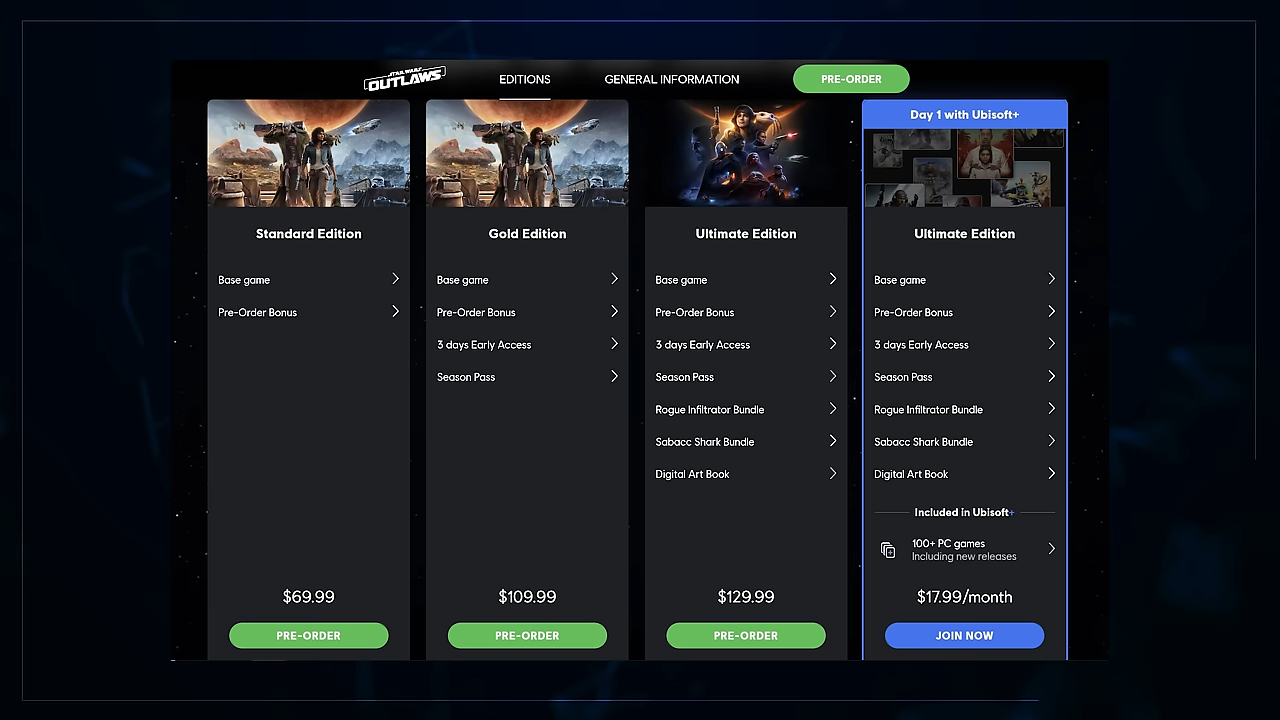 STAR WARS
OUTLAWS
EDITIONS
GENERAL INFORMATION
PRE-ORDER
Standard Edition
Base game
Pre-Order Bonus
$69.99
PRE-ORDER
Gold Edition
Base game
Pre-Order Bonus
3 days Early Access
Season Pass
$109.99
PRE-ORDER
Ultimate Edition
Base game
Pre-Order Bonus
3 days Early Access
Season Pass
Rogue Infiltrator Bundle
Sabacc Shark Bundle
Digital Art Book
$129.99
PRE-ORDER
Day 1 with Ubisoft+
Ultimate Edition
Base game
Pre-Order Bonus
3 days Early Access
Season Pass
Rogue Infiltrator Bundle
Sabacc Shark Bundle
Digital Art Book
Included in Ubisoft+
100+ PC games
Including new releases
$17.99/month
JOIN NOW